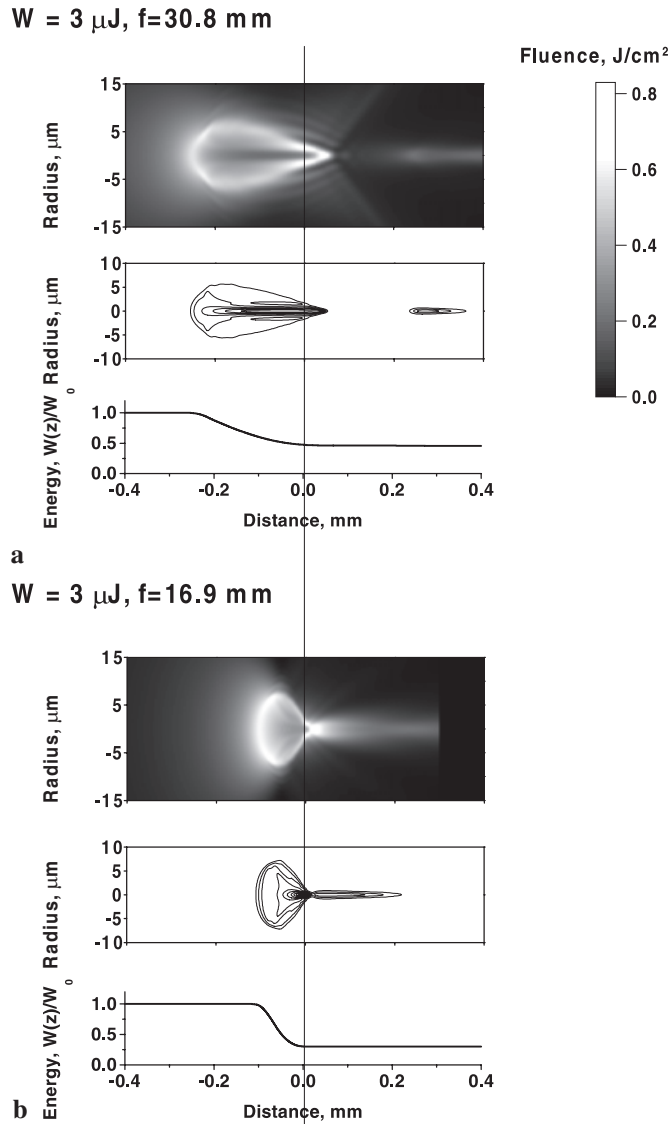 W = 3 μJ, f=30.8 mm
Fluence, J/cm²
0.8
0.6
0.4
0.2
0.0
Radius, μm
15
5
-5
-15
Radius, μm
10
5
0
-5
-10
Energy, W(z)/W₀
1.0
0.5
0.0
-0.4 -0.2 0.0 0.2 0.4
Distance, mm
a
W = 3 μJ, f=16.9 mm
Radius, μm
15
5
-5
-15
Radius, μm
10
5
0
-5
-10
Energy, W(z)/W₀
1.0
0.5
0.0
-0.4 -0.2 0.0 0.2 0.4
Distance, mm
b